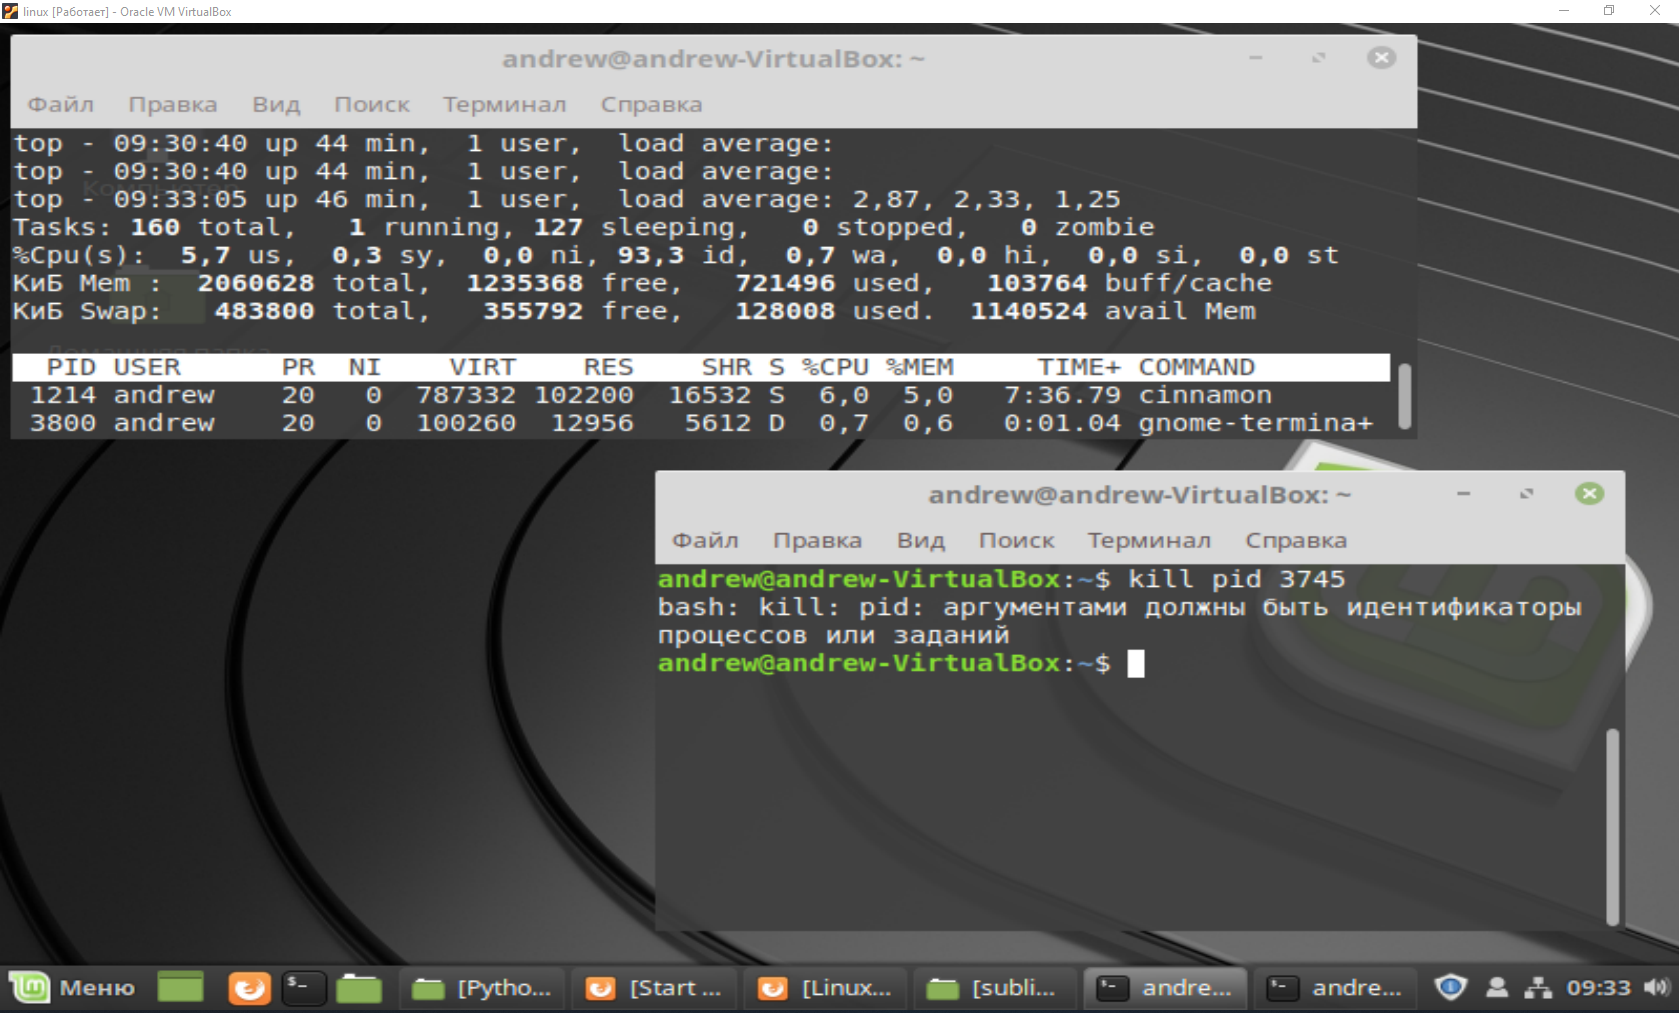 linux [Работает] - Oracle VM VirtualBox
andrew@andrew-VirtualBox: ~
Файл Правка Вид Поиск Терминал Справка
top - 09:30:40 up 44 min,  1 user,  load average:
top - 09:30:40 up 44 min,  1 user,  load average:
top - 09:33:05 up 46 min,  1 user,  load average: 2,87, 2,33, 1,25
Tasks: 160 total,   1 running, 127 sleeping,   0 stopped,   0 zombie
%Cpu(s):  5,7 us,  0,3 sy,  0,0 ni, 93,3 id,  0,7 wa,  0,0 hi,  0,0 si,  0,0 st
КиБ Mem :  2060628 total,  1235368 free,   721496 used,   103764 buff/cache
КиБ Swap:   483800 total,   355792 free,   128008 used.  1140524 avail Mem
Компьютер
Домашняя папка
PID USER      PR  NI    VIRT    RES    SHR S %CPU %MEM     TIME+ COMMAND
1214 andrew    20   0  787332 102200  16532 S  6,0  5,0   7:36.79 cinnamon
3800 andrew    20   0  100260  12956   5612 D  0,7  0,6   0:01.04 gnome-termina+
andrew@andrew-VirtualBox: ~
Файл Правка Вид Поиск Терминал Справка
andrew@andrew-VirtualBox:~$ kill pid 3745
bash: kill: pid: аргументами должны быть идентификаторы
процессов или заданий
andrew@andrew-VirtualBox:~$
Меню [Pytho... [Start ... [Linux... [subli... andre... andre... 09:33